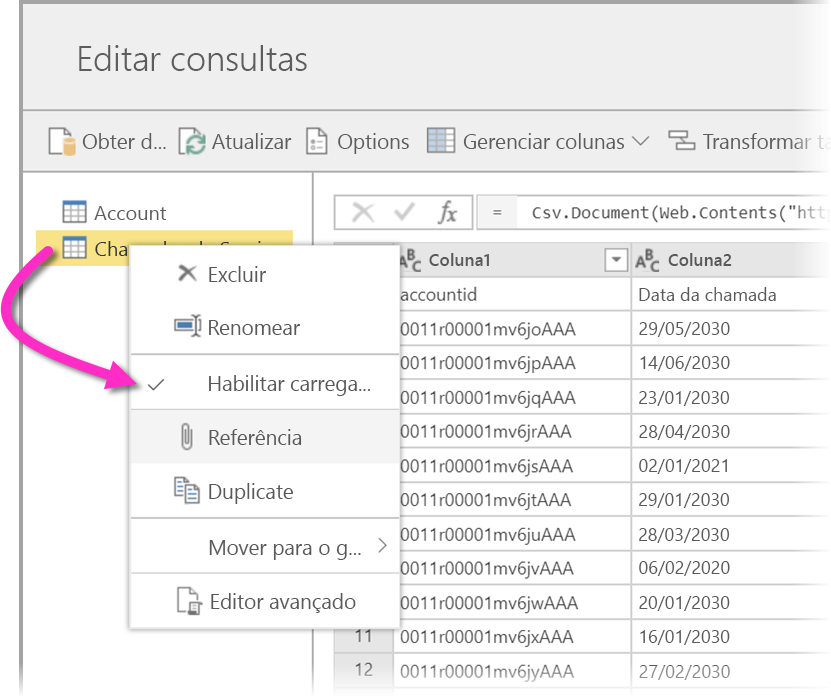 Editar consultas
Obter d... Atualizar Options Gerenciar colunas Transformar
Account
= Csv.Document(Web.Contents("htt
Excluir
Renomear
Habilitar carrega...
Referência
Duplicate
Mover para o g...
Editor avançado
ABC Coluna1 ABC Coluna2
accountid Data da chamada
0011r00001mv6joAAA 29/05/2030
0011r00001mv6jpAAA 14/06/2030
0011r00001mv6jqAAA 23/01/2030
0011r00001mv6jrAAA 28/04/2030
0011r00001mv6jsAAA 02/01/2021
0011r00001mv6jtAAA 29/01/2030
0011r00001mv6juAAA 28/03/2030
0011r00001mv6jvAAA 06/02/2020
0011r00001mv6jwAAA 20/01/2030
11 0011r00001mv6jxAAA 16/01/2030
12 0011r00001mv6jyAAA 27/02/2030